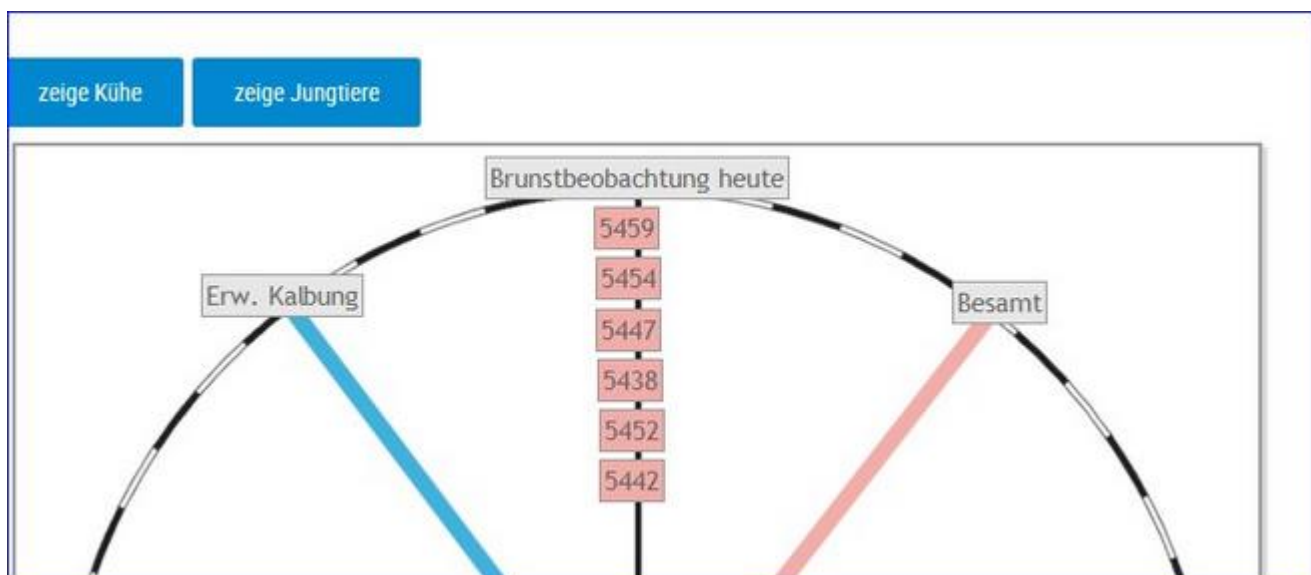 zeige Kühe
zeige Jungtiere
Brunstbeobachtung heute
5459
Erw. Kalbung
5454
Besamt
5447
5438
5452
5442